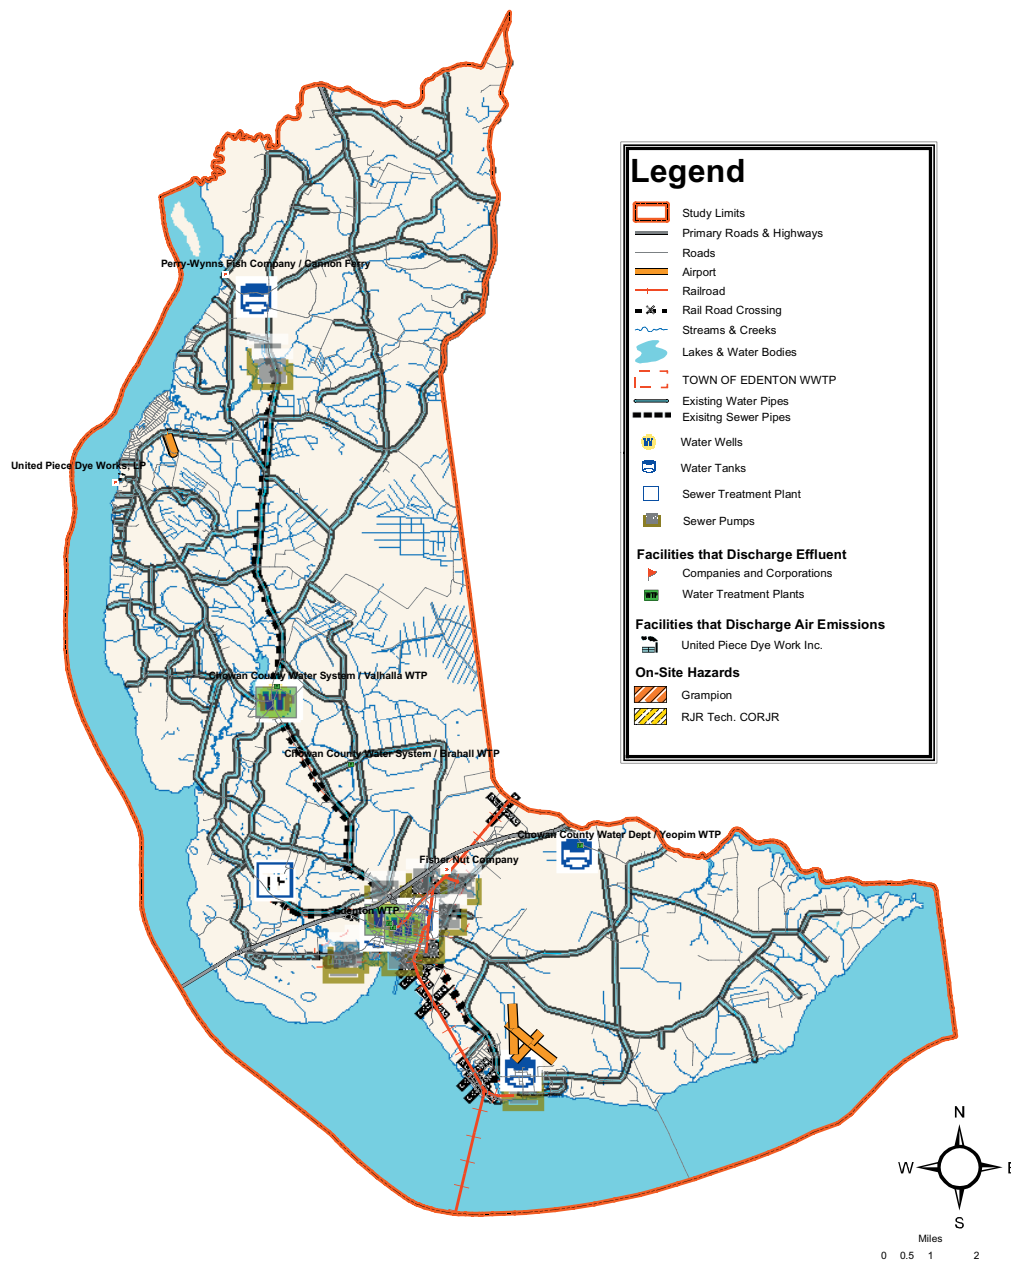 Legend
Study Limits
Primary Roads & Highways
Roads
Airport
Railroad
Rail Road Crossing
Streams & Creeks
Lakes & Water Bodies
TOWN OF EDENTON WWTP
Existing Water Pipes
Exisitng Sewer Pipes
W Water Wells
Water Tanks
Sewer Treatment Plant
Sewer Pumps
Facilities that Discharge Effluent
Companies and Corporations
WTP Water Treatment Plants
Facilities that Discharge Air Emissions
United Piece Dye Work Inc.
On-Site Hazards
Grampion
RJR Tech. CORJR
Perry-Wynns Fish Company / Cannon Ferry
United Piece Dye Works, LP
Chowan County Water System / Valhalla WTP
Chowan County Water System / Brahall WTP
Chowan County Water Dept / Yeopim WTP
Fisher Nut Company
Edenton WTP
N
W E
S
Miles
0 0.5 1 2